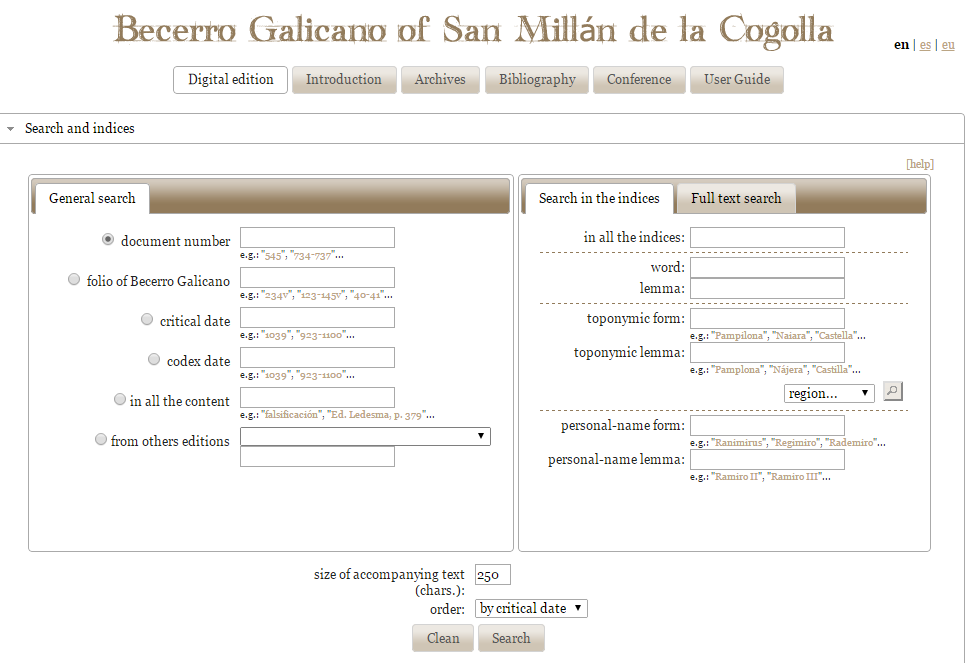 Becerro Galicano of San Millán de la Cogolla
en | es | eu
Digital edition Introduction Archives Bibliography Conference User Guide
Search and indices
[help]
General search
document number
e.g.: "545", "734-737"...
folio of Becerro Galicano
e.g.: "234v", "123-145v", "40-41"...
critical date
e.g.: "1039", "923-1100"...
codex date
e.g.: "1039", "923-1100"...
in all the content
e.g.: "falsificación", "Ed. Ledesma, p. 379"...
from others editions
Search in the indices Full text search
in all the indices:
word:
lemma:
toponymic form:
e.g.: "Pampilona", "Naiara", "Castella"...
toponymic lemma:
e.g.: "Pamplona", "Nájera", "Castilla"...
region...
personal-name form:
e.g.: "Ranimirus", "Regimiro", "Rademiro"...
personal-name lemma:
e.g.: "Ramiro II", "Ramiro III"...
size of accompanying text 250
(chars.):
order: by critical date
Clean Search